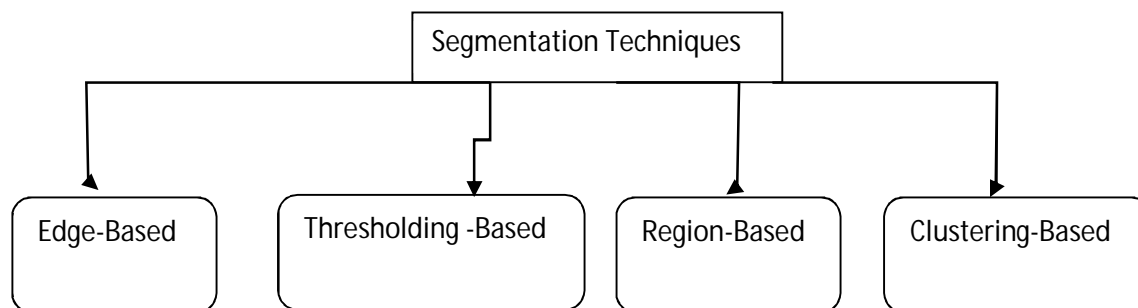 Segmentation Techniques
Edge-Based
Thresholding -Based
Region-Based
Clustering-Based